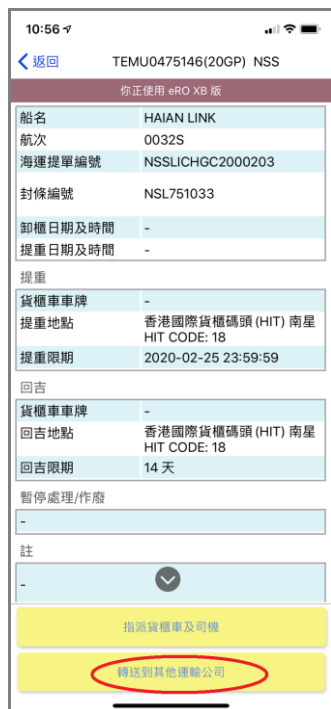 10:56
返回 TEMU0475146(20GP) NSS
你正使用 eRO XB 版
船名 HAIAN LINK
航次 0032S
海運提單編號 NSSLICHGC2000203
封條編號 NSL751033
卸櫃日期及時間 -
提重日期及時間 -
提重
貨櫃車車牌 -
提重地點 香港國際貨櫃碼頭 (HIT) 南星
HIT CODE: 18
提重限期 2020-02-25 23:59:59
回吉
貨櫃車車牌 -
回吉地點 香港國際貨櫃碼頭 (HIT) 南星
HIT CODE: 18
回吉限期 14 天
暫停處理/作廢
-
註
-
指派貨櫃車及司機
轉送到其他運輸公司